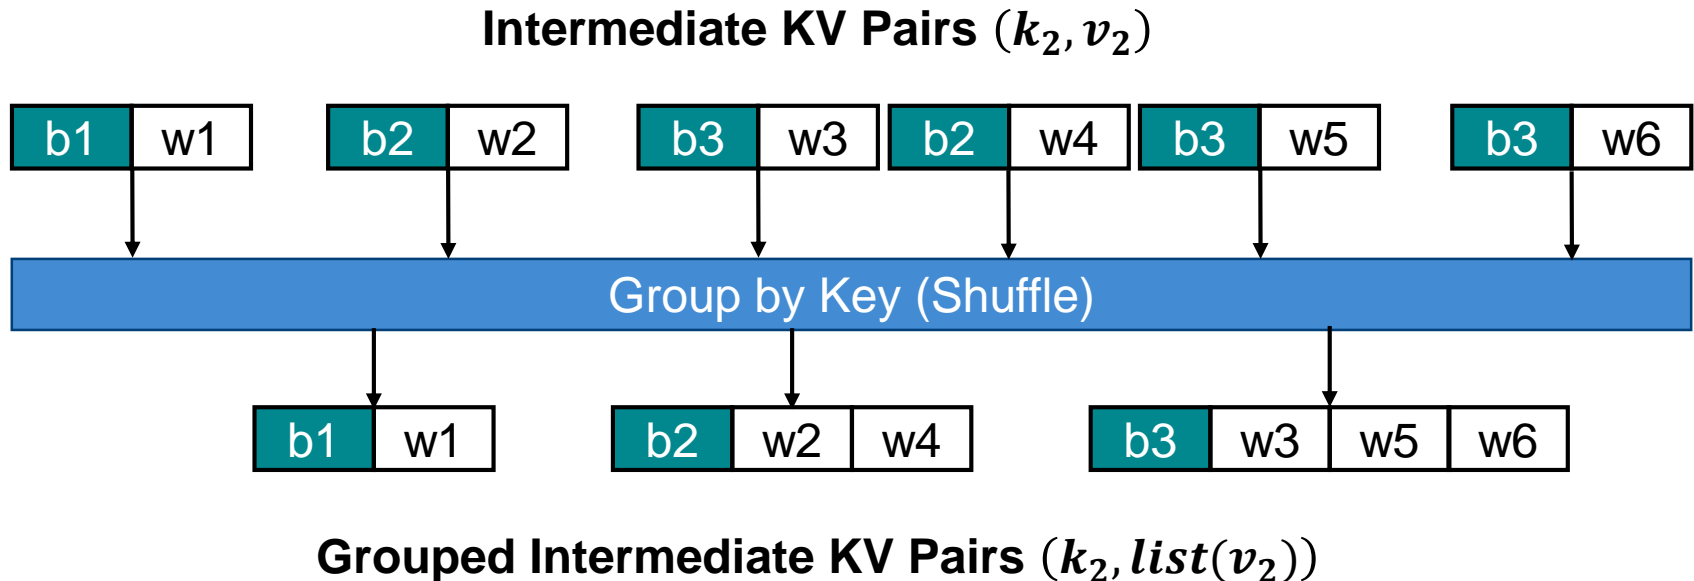 Intermediate KV Pairs (k₂, v₂)
b1 w1 b2 w2 b3 w3 b2 w4 b3 w5 b3 w6
Group by Key (Shuffle)
b1 w1 b2 w2 w4 b3 w3 w5 w6
Grouped Intermediate KV Pairs (k₂, list(v₂))